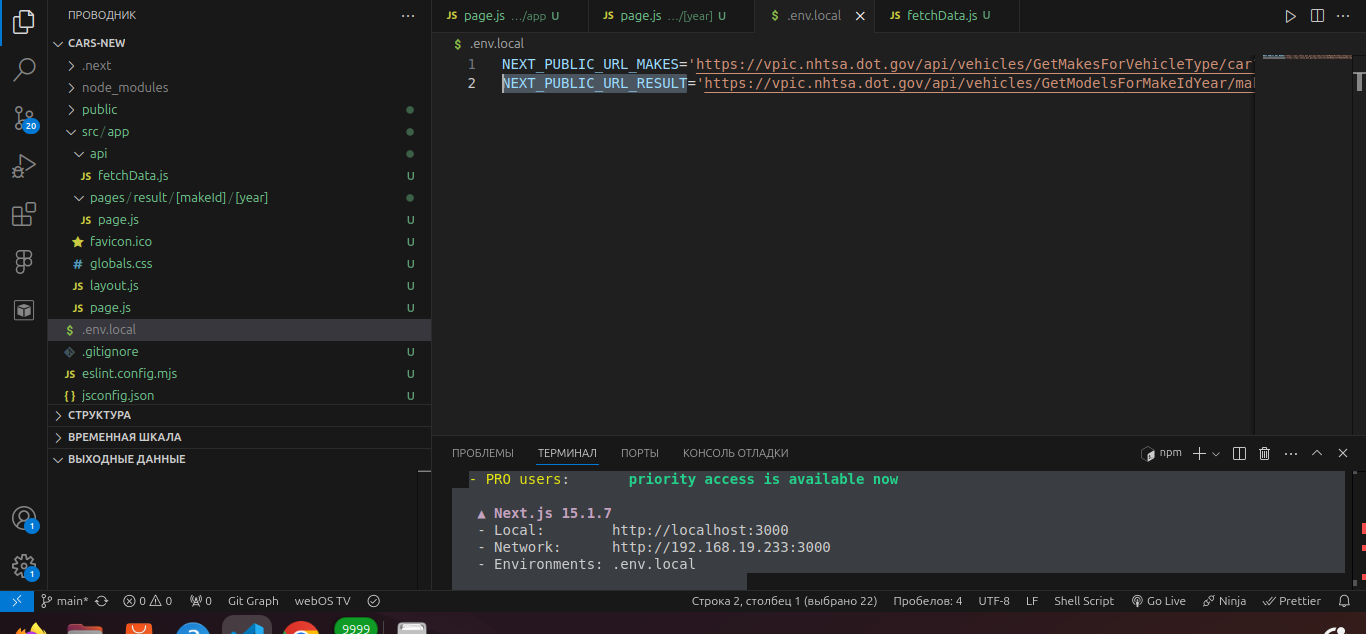 ПРОВОДНИК
CARS-NEW
.next
node_modules
public
src/app
api
JS fetchData.js U
pages/result/[makeId]/[year]
JS page.js U
favicon.ico U
# globals.css U
JS layout.js U
JS page.js U
$ .env.local
.gitignore U
JS eslint.config.mjs U
{} jsconfig.json U
СТРУКТУРА
ВРЕМЕННАЯ ШКАЛА
ВЫХОДНЫЕ ДАННЫЕ
20
1
1
JS page.js .../app U
JS page.js .../[year] U
$ .env.local
JS fetchData.js U
$ .env.local
1 NEXT_PUBLIC_URL_MAKES='https://vpic.nhtsa.dot.gov/api/vehicles/GetMakesForVehicleType/car
2 NEXT_PUBLIC_URL_RESULT='https://vpic.nhtsa.dot.gov/api/vehicles/GetModelsForMakeIdYear/mak
ПРОБЛЕМЫ ТЕРМИНАЛ ПОРТЫ КОНСОЛЬ ОТЛАДКИ
npm
- PRO users: priority access is available now
▲ Next.js 15.1.7
- Local: http://localhost:3000
- Network: http://192.168.19.233:3000
- Environments: .env.local
main* 0 0 0 Git Graph webOS TV
Строка 2, столбец 1 (выбрано 22) Пробелов: 4 UTF-8 LF Shell Script Go Live Ninja Prettier
9999